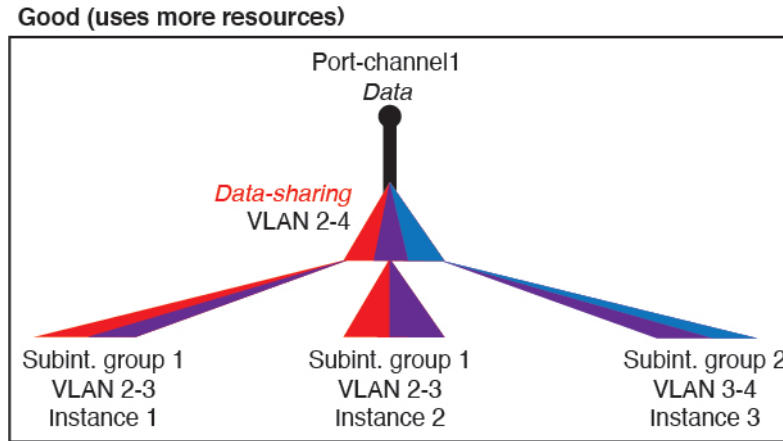 Good (uses more resources)
Port-channel1
Data
Data-sharing
VLAN 2-4
Subint. group 1
VLAN 2-3
Instance 1
Subint. group 1
VLAN 2-3
Instance 2
Subint. group 2
VLAN 3-4
Instance 3